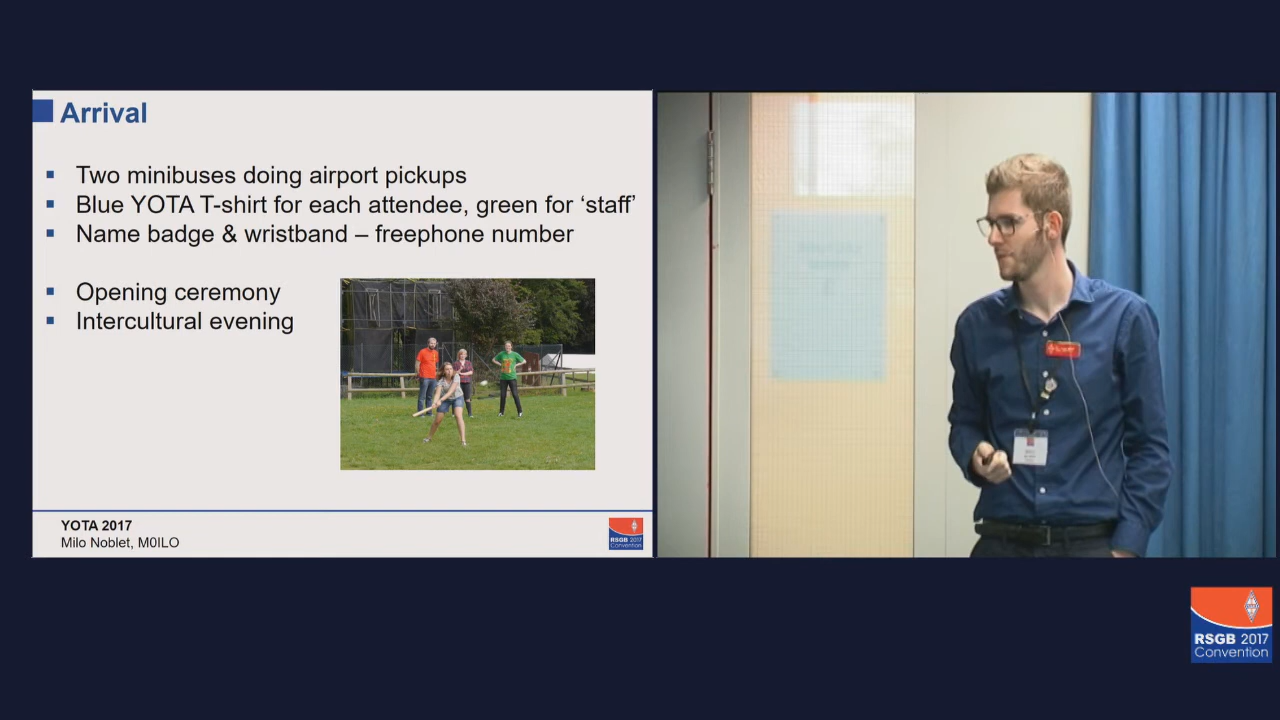 Arrival
Two minibuses doing airport pickups
Blue YOTA T-shirt for each attendee, green for ‘staff’
Name badge & wristband – freephone number
Opening ceremony
Intercultural evening
YOTA 2017
Milo Noblet, M0ILO
RSGB 2017
Convention
RSGB 2017
Convention